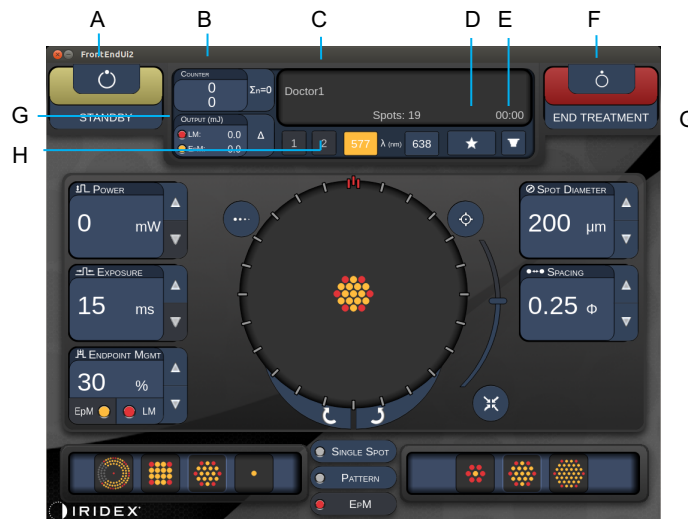 A B C D E F
FrontEndUi2
STANDBY
COUNTER
0
0
Σn=0
OUTPUT (mJ)
LM: 0.0
EpM: 0.0
Δ
Doctor1
Spots: 19 00:00
1 2 577 λ (nm) 638
END TREATMENT
G
H
POWER
0 mW
EXPOSURE
15 ms
ENDPOINT MGMT
30 %
EpM LM
SPOT DIAMETER
200 µm
SPACING
0.25 Φ
SINGLE SPOT
PATTERN
EPM
IRIDEX